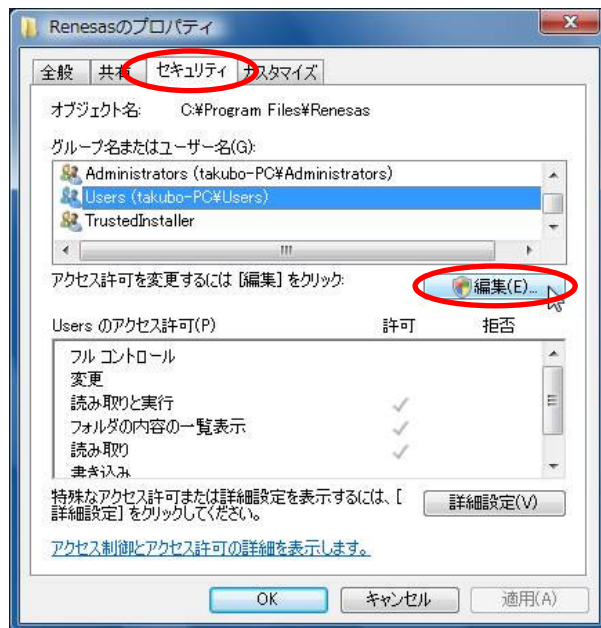 Renesasのプロパティ
全般 共有 セキュリティ カスタマイズ
オブジェクト名: C:¥Program Files¥Renesas
グループ名またはユーザー名(G):
Administrators (takubo-PC¥Administrators)
Users (takubo-PC¥Users)
TrustedInstaller
アクセス許可を変更するには [編集] をクリック:
編集(E)...
Users のアクセス許可(P) 許可 拒否
フル コントロール
変更
読み取りと実行
フォルダの内容の一覧表示
読み取り
書き込み
特殊なアクセス許可または詳細設定を表示するには、[
詳細設定] をクリックしてください。
詳細設定(V)
アクセス制御とアクセス許可の詳細を表示します。
OK キャンセル 適用(A)